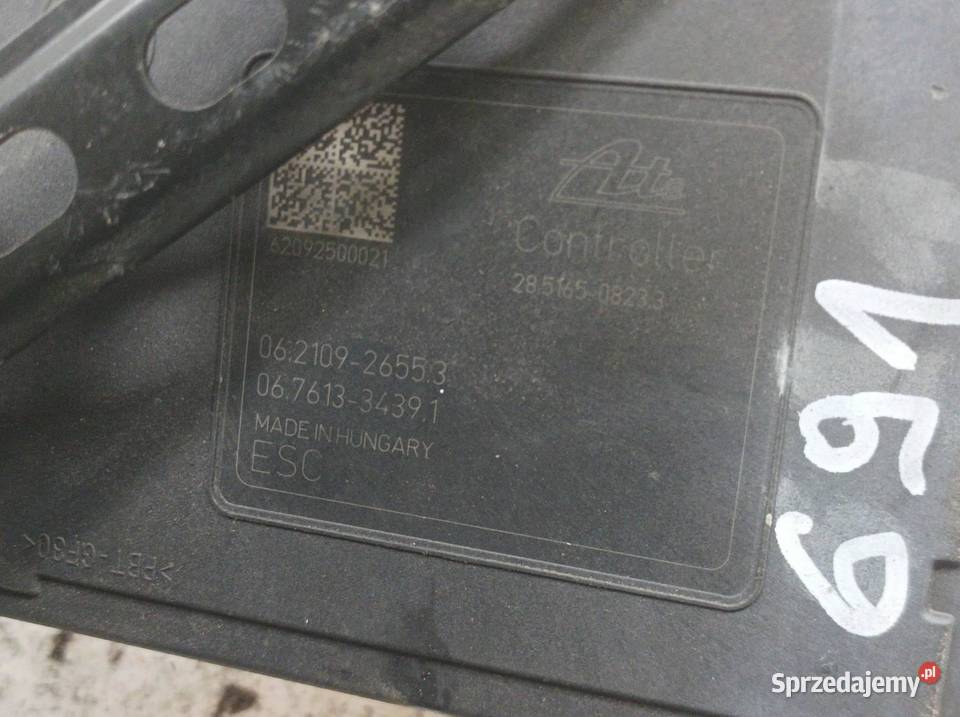 Ate
Controller
28.5165-0823.3
62092500021
06.2109-2655.3
06.7613-3439.1
MADE IN HUNGARY
ESC
>PBT-GF30<
169
Sprzedajemy.pl